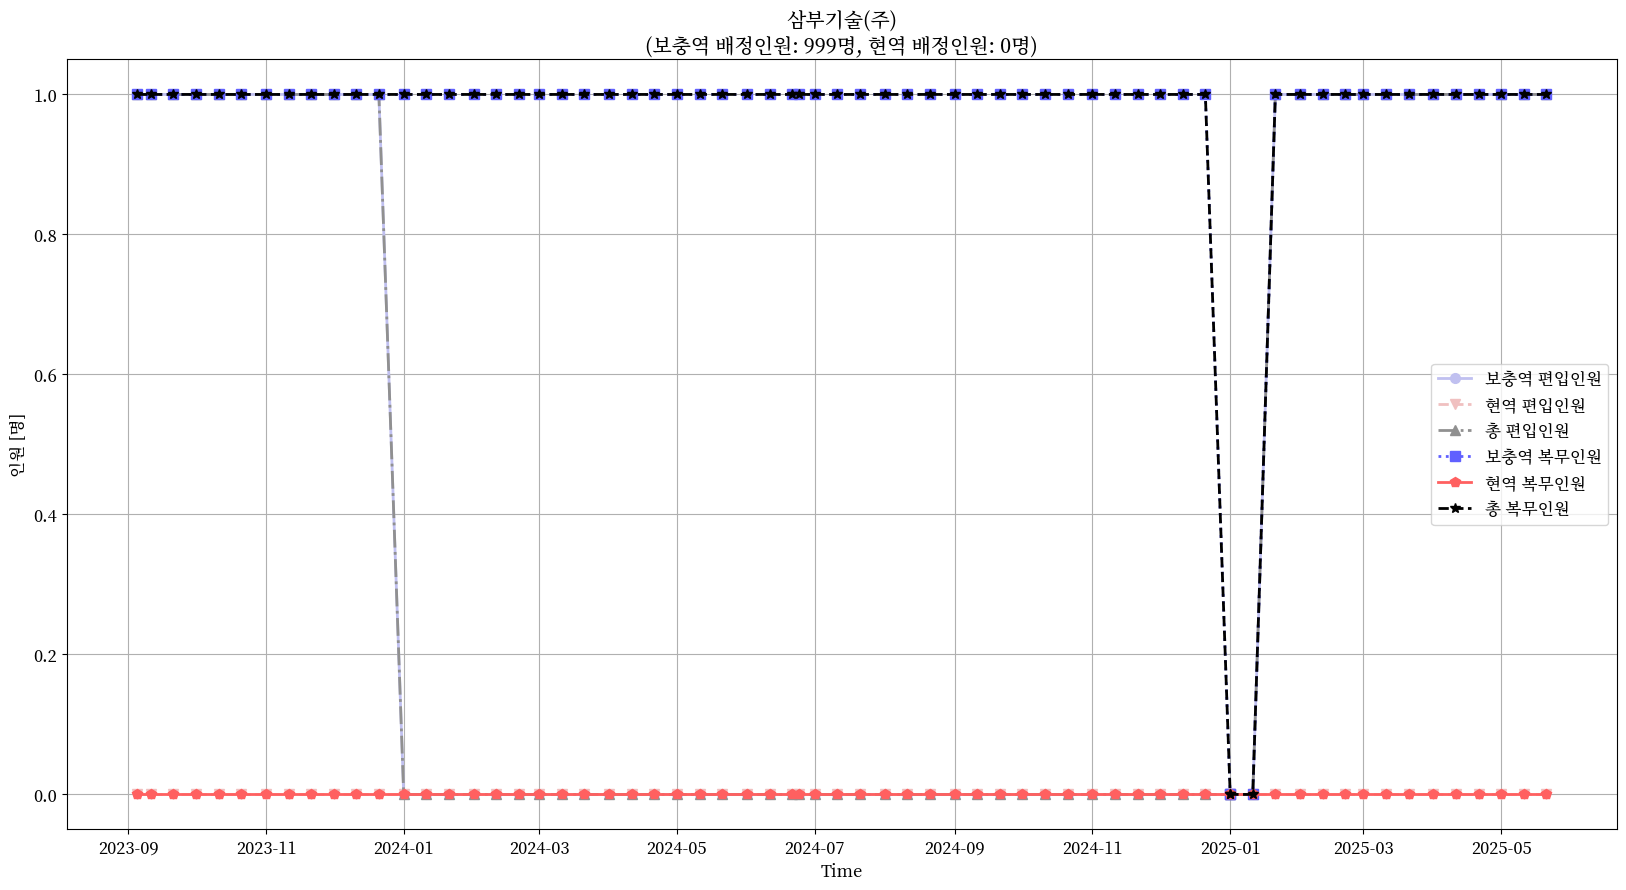 삼부기술(주)
(보충역 배정인원: 999명, 현역 배정인원: 0명)
인원 [명]
1.0
0.8
0.6
0.4
0.2
0.0
보충역 편입인원
현역 편입인원
총 편입인원
보충역 복무인원
현역 복무인원
총 복무인원
2023-09 2023-11 2024-01 2024-03 2024-05 2024-07 2024-09 2024-11 2025-01 2025-03 2025-05
Time